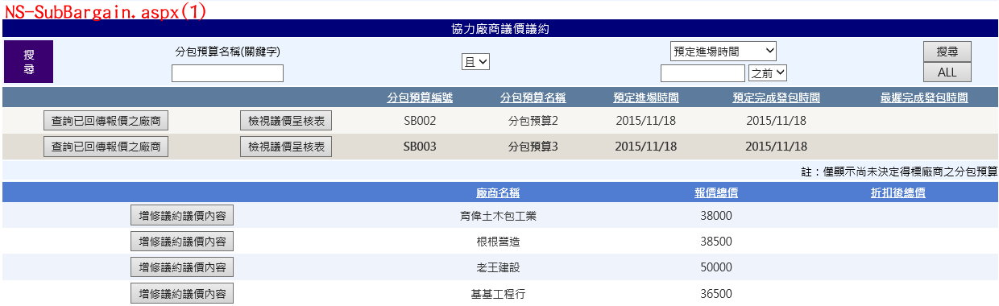 NS-SubBargain.aspx(1)
協力廠商議價議約
搜尋
分包預算名稱(關鍵字)
且
預定進場時間
之前
搜尋
ALL
分包預算編號 分包預算名稱 預定進場時間 預定完成發包時間 最遲完成發包時間
查詢已回傳報價之廠商 檢視議價呈核表 SB002 分包預算2 2015/11/18 2015/11/18
查詢已回傳報價之廠商 檢視議價呈核表 SB003 分包預算3 2015/11/18 2015/11/18
註：僅顯示尚未決定得標廠商之分包預算
廠商名稱 報價總價 折扣後總價
增修議約議價內容 育偉土木包工業 38000
增修議約議價內容 根根營造 38500
增修議約議價內容 老王建設 50000
增修議約議價內容 基基工程行 36500